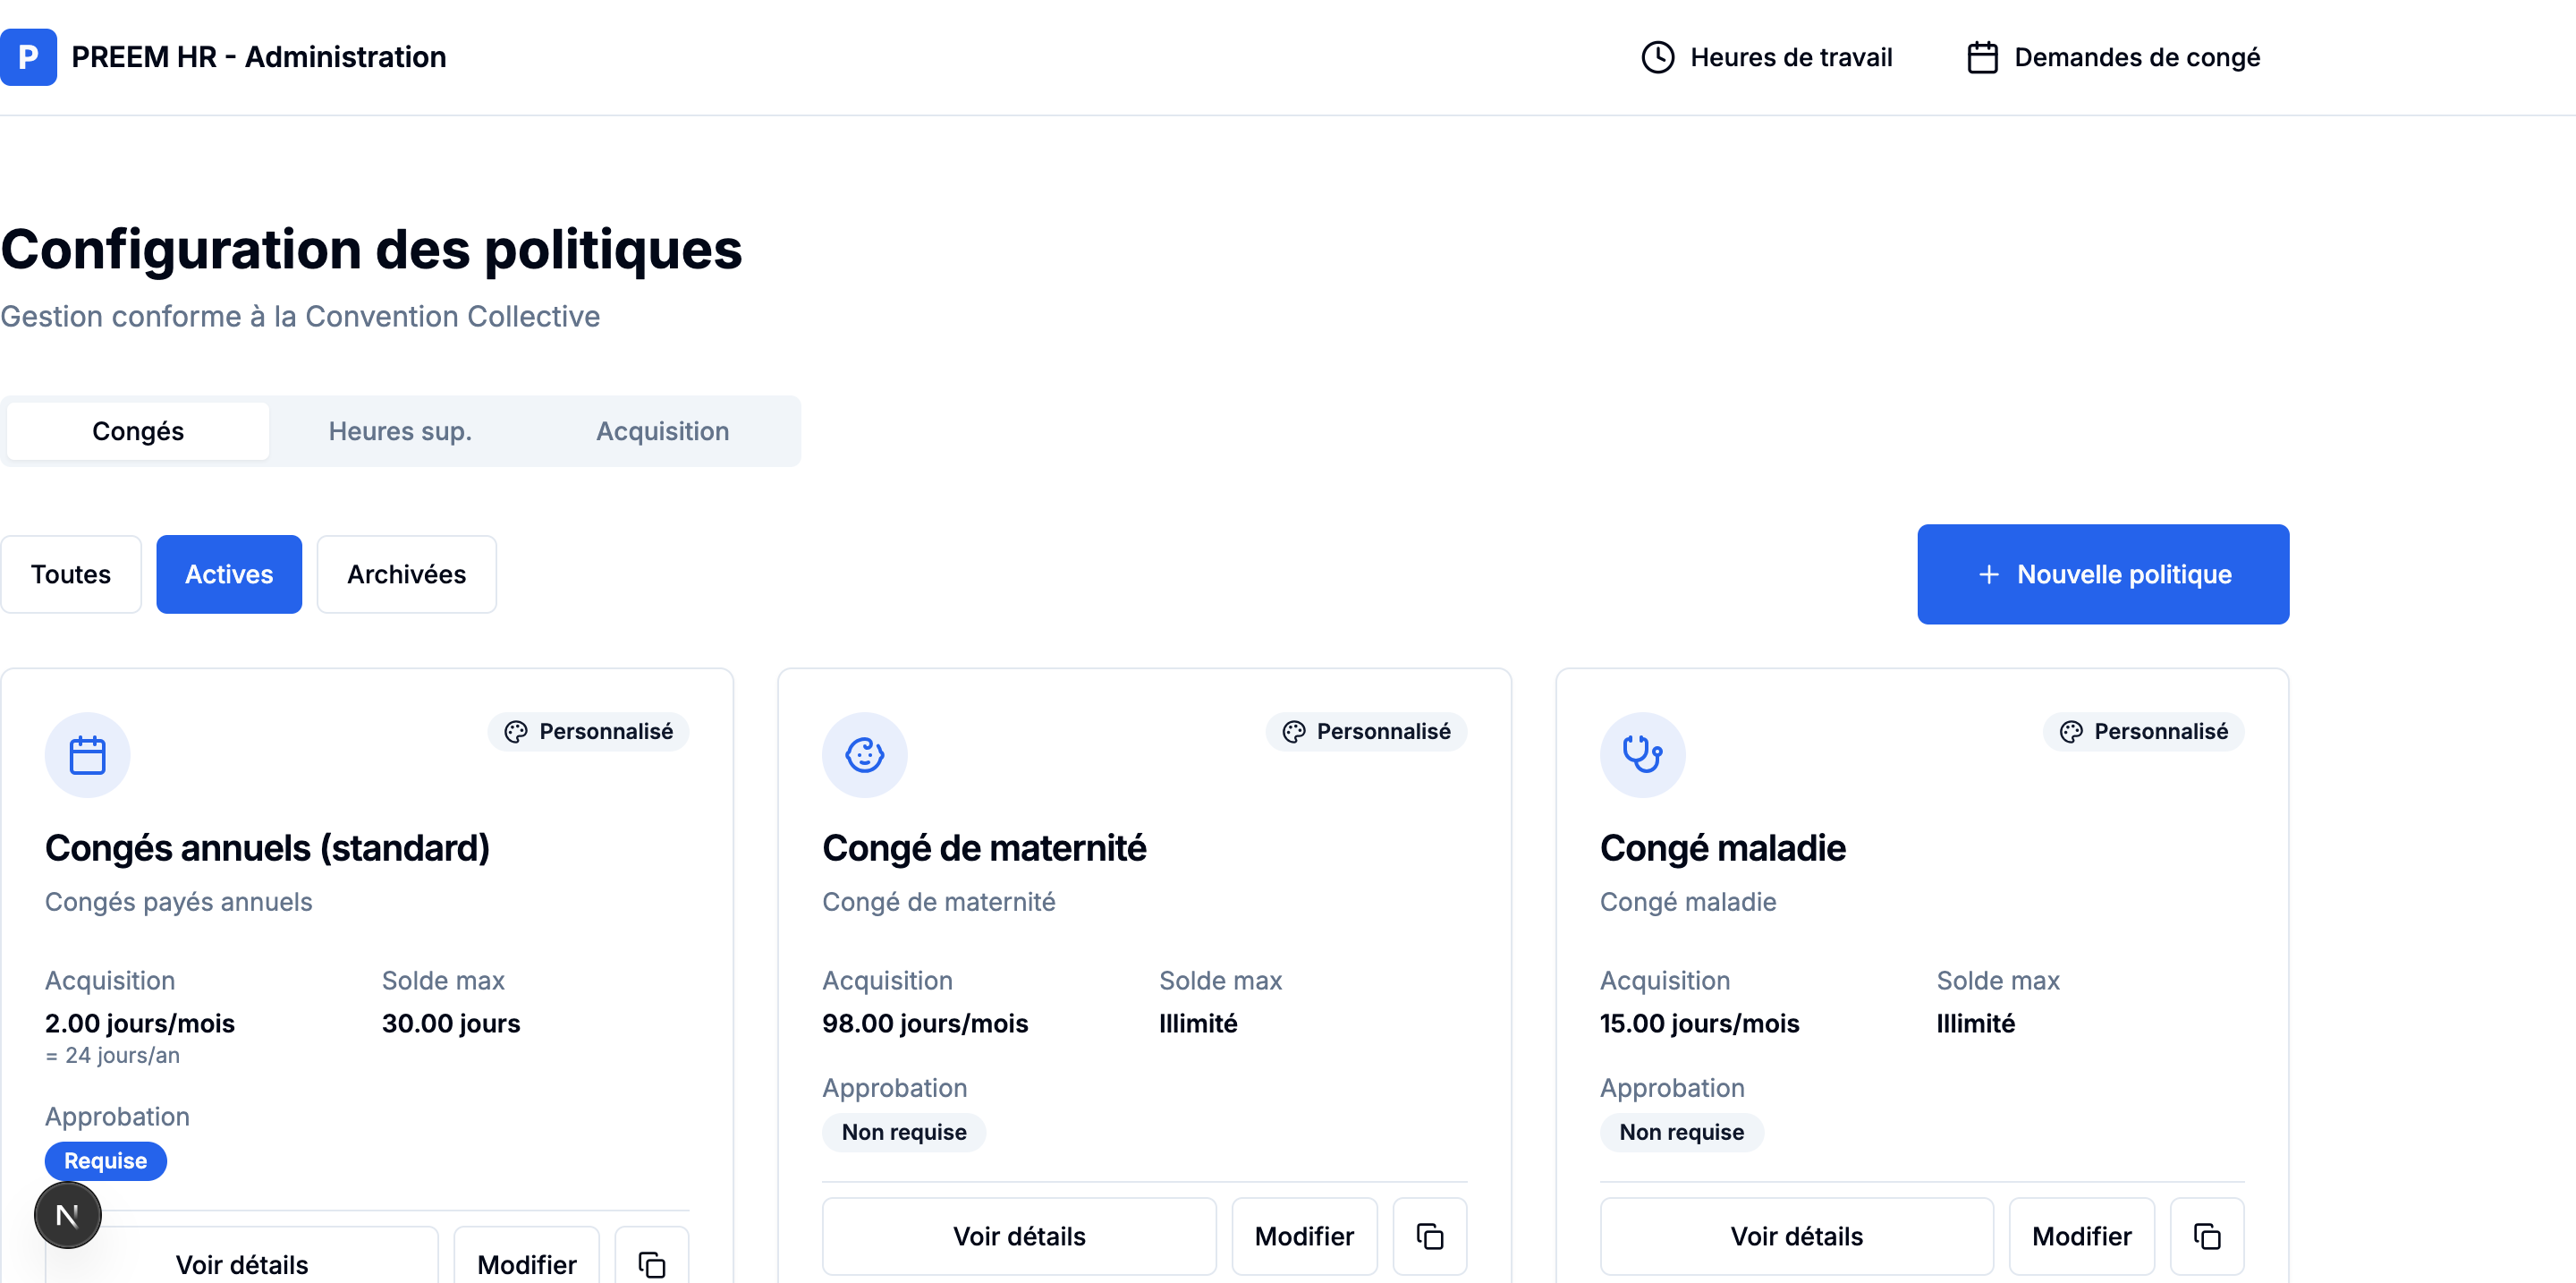 P PREEM HR - Administration
Heures de travail
Demandes de congé
Configuration des politiques
Gestion conforme à la Convention Collective
Congés
Heures sup.
Acquisition
Toutes
Actives
Archivées
+ Nouvelle politique
Personnalisé
Congés annuels (standard)
Congés payés annuels
Acquisition
Solde max
2.00 jours/mois
30.00 jours
= 24 jours/an
Approbation
Requise
Voir détails
Modifier
Personnalisé
Congé de maternité
Congé de maternité
Acquisition
Solde max
98.00 jours/mois
Illimité
Approbation
Non requise
Voir détails
Modifier
Personnalisé
Congé maladie
Congé maladie
Acquisition
Solde max
15.00 jours/mois
Illimité
Approbation
Non requise
Voir détails
Modifier
N